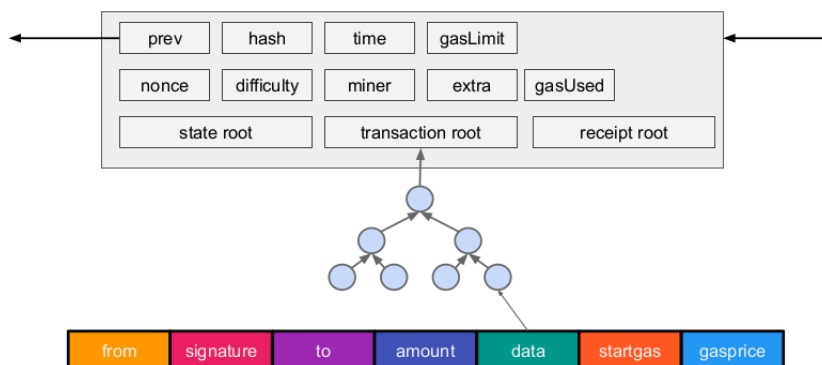 prev hash time gasLimit
nonce difficulty miner extra gasUsed
state root transaction root receipt root
from signature to amount data startgas gasprice